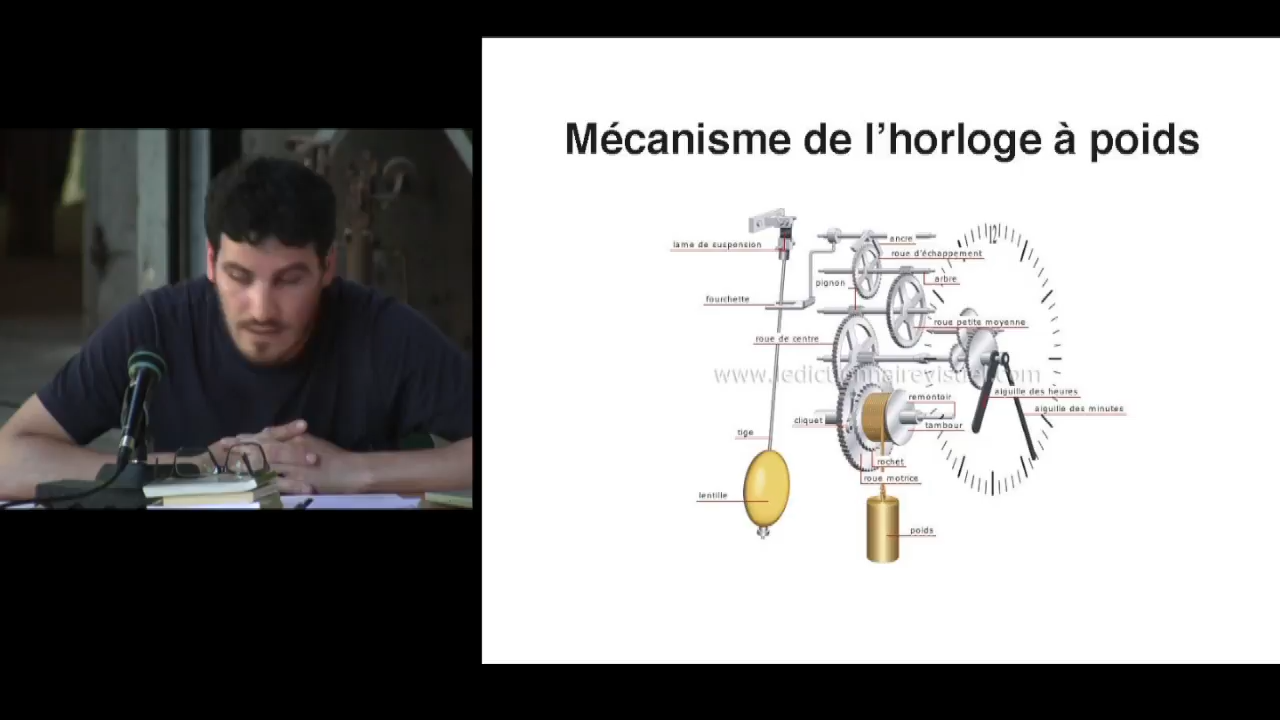 Mécanisme de l'horloge à poids
lame de suspension
ancre
roue d'échappement
arbre
pignon
fourchette
roue petite moyenne
roue de centre
www.ledictionnairevisuel.com
aiguille des heures
remontoir
aiguille des minutes
cliquet
tambour
tige
rochet
roue motrice
lentille
poids
12